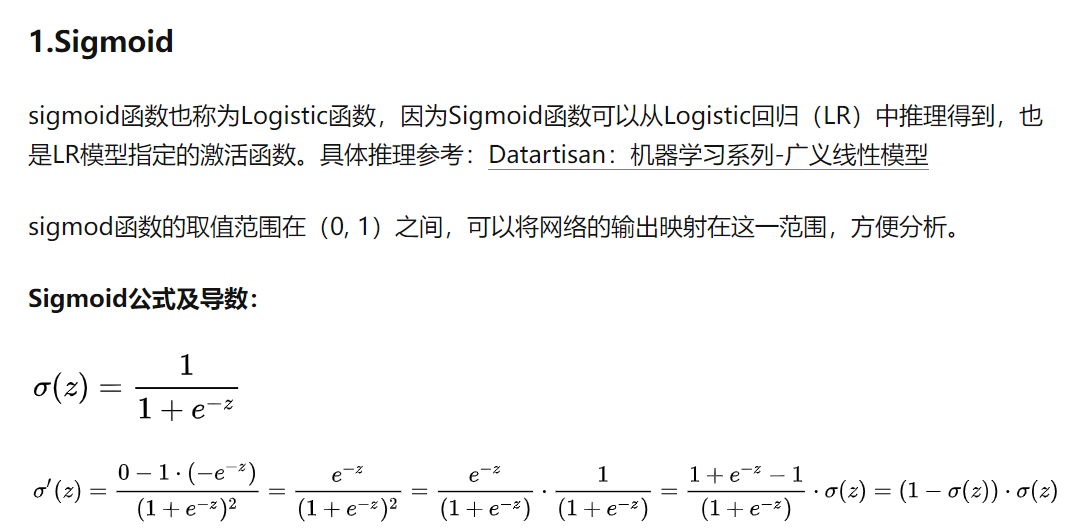 1.Sigmoid
sigmoid函数也称为Logistic函数，因为Sigmoid函数可以从Logistic回归（LR）中推理得到，也
是LR模型指定的激活函数。具体推理参考：Datartisan：机器学习系列-广义线性模型
sigmod函数的取值范围在（0, 1）之间，可以将网络的输出映射在这一范围，方便分析。
Sigmoid公式及导数：
$\sigma(z)=\frac{1}{1+e^{-z}}$
$\sigma'(z)=\frac{0-1\cdot(-e^{-z})}{(1+e^{-z})^2}=\frac{e^{-z}}{(1+e^{-z})^2}=\frac{e^{-z}}{(1+e^{-z})}\cdot\frac{1}{(1+e^{-z})}=\frac{1+e^{-z}-1}{(1+e^{-z})}\cdot\sigma(z)=(1-\sigma(z))\cdot\sigma(z)$